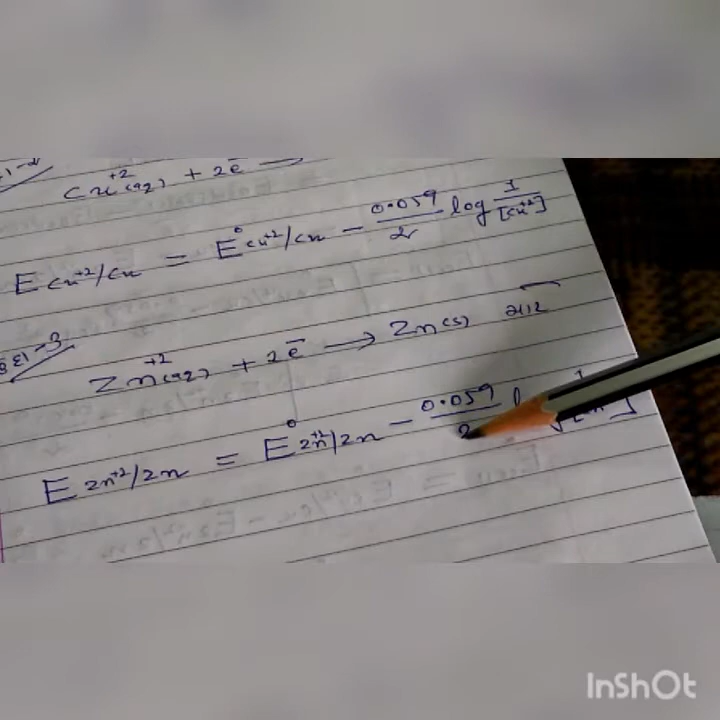 Cu⁺²(aq) + 2e⁻ →
E Cu⁺²/Cu = E° Cu⁺²/Cu − 0.059/2 log 1/[Cu⁺²]
Zn⁺²(aq) + 2e⁻ → Zn(s)
E Zn⁺²/Zn = E° Zn⁺²/Zn − 0.059/2
InShOt